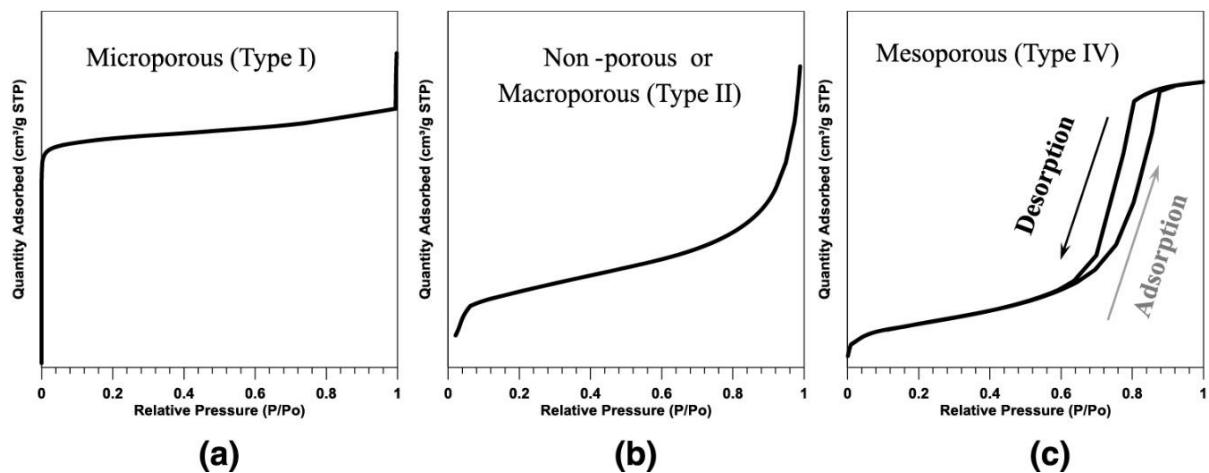 Microporous (Type I)
Quantity Adsorbed (cm³/g STP)
0 0.2 0.4 0.6 0.8 1
Relative Pressure (P/Po)
(a)
Non -porous or
Macroporous (Type II)
Quantity Adsorbed (cm³/g STP)
0 0.2 0.4 0.6 0.8 1
Relative Pressure (P/Po)
(b)
Mesoporous (Type IV)
Quantity Adsorbed (cm³/g STP)
Desorption
Adsorption
0 0.2 0.4 0.6 0.8 1
Relative Pressure (P/Po)
(c)